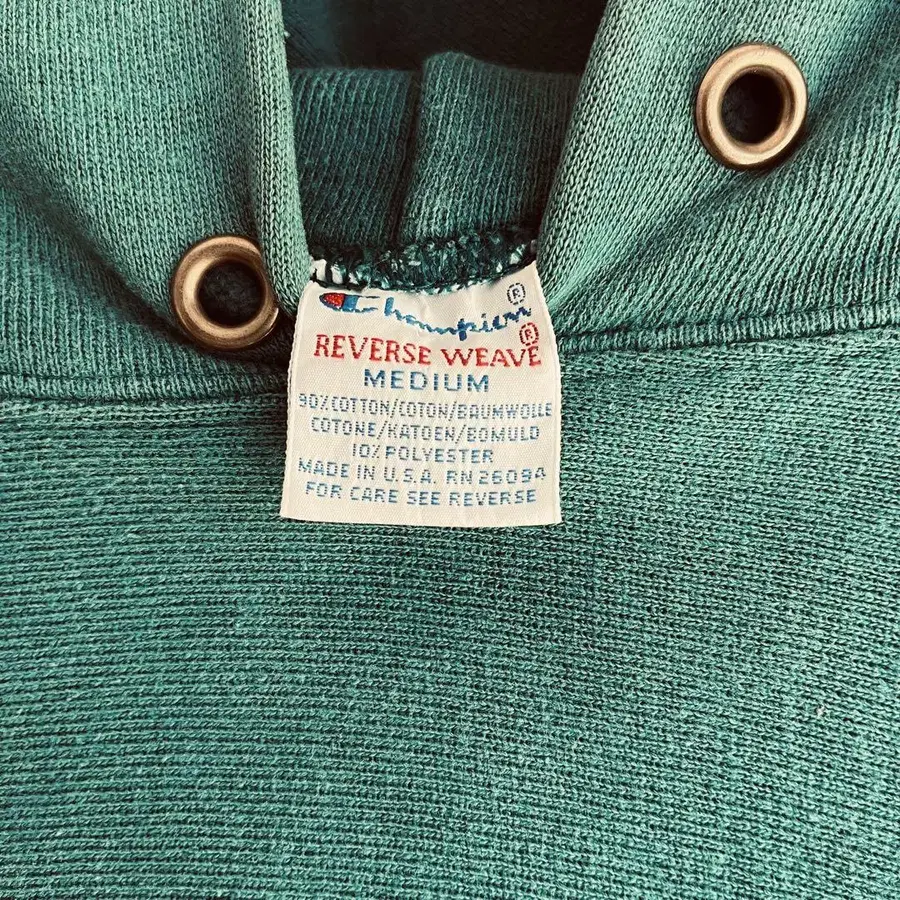 Champion®
REVERSE WEAVE®
MEDIUM
90% COTTON/COTON/BAUMWOLLE
COTONE/KATOEN/BOMULD
10% POLYESTER
MADE IN U.S.A. RN 26094
FOR CARE SEE REVERSE